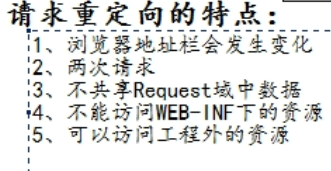 请求重定向的特点:
1、浏览器地址栏会发生变化
2、两次请求
3、不共享Request域中数据
4、不能访问WEB-INF下的资源
5、可以访问工程外的资源